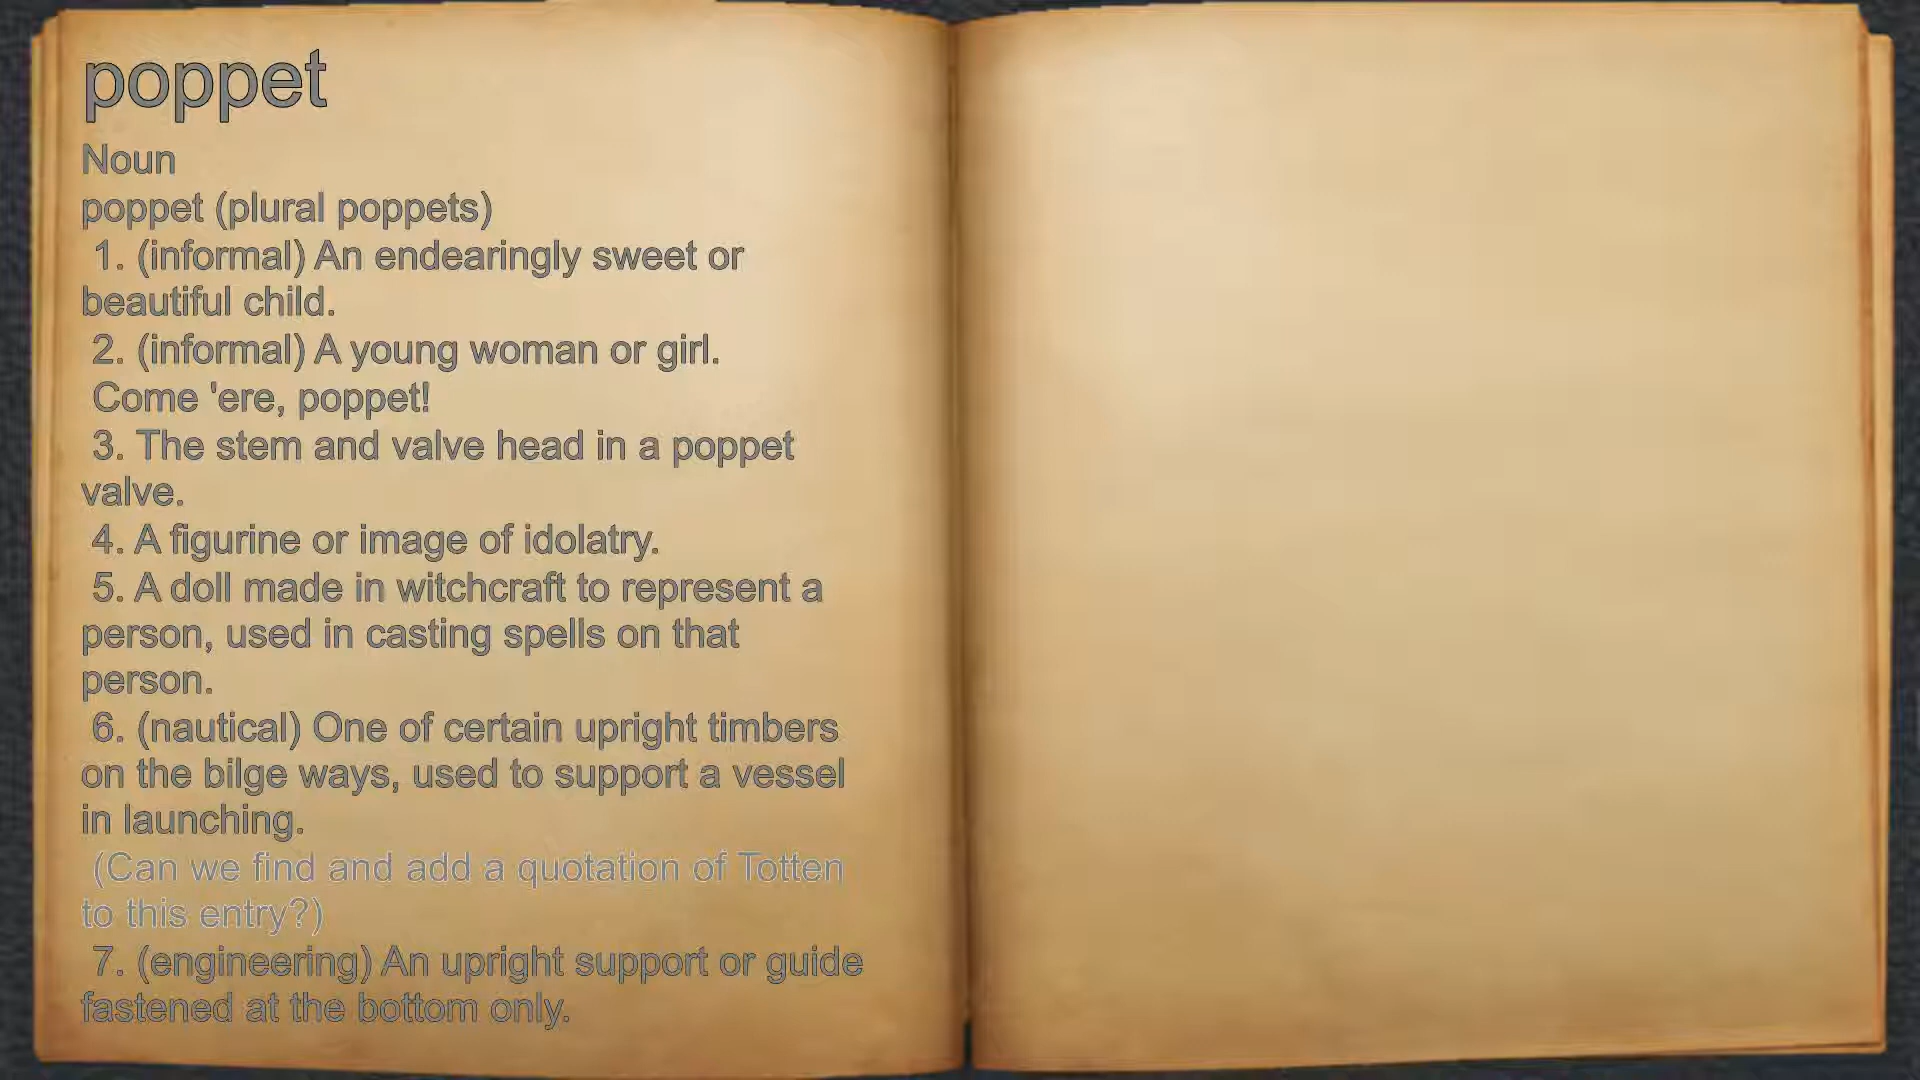 poppet
Noun
poppet (plural poppets)
1. (informal) An endearingly sweet or
beautiful child.
2. (informal) A young woman or girl.
Come 'ere, poppet!
3. The stem and valve head in a poppet
valve.
4. A figurine or image of idolatry.
5. A doll made in witchcraft to represent a
person, used in casting spells on that
person.
6. (nautical) One of certain upright timbers
on the bilge ways, used to support a vessel
in launching.
(Can we find and add a quotation of Totten
to this entry?)
7. (engineering) An upright support or guide
fastened at the bottom only.